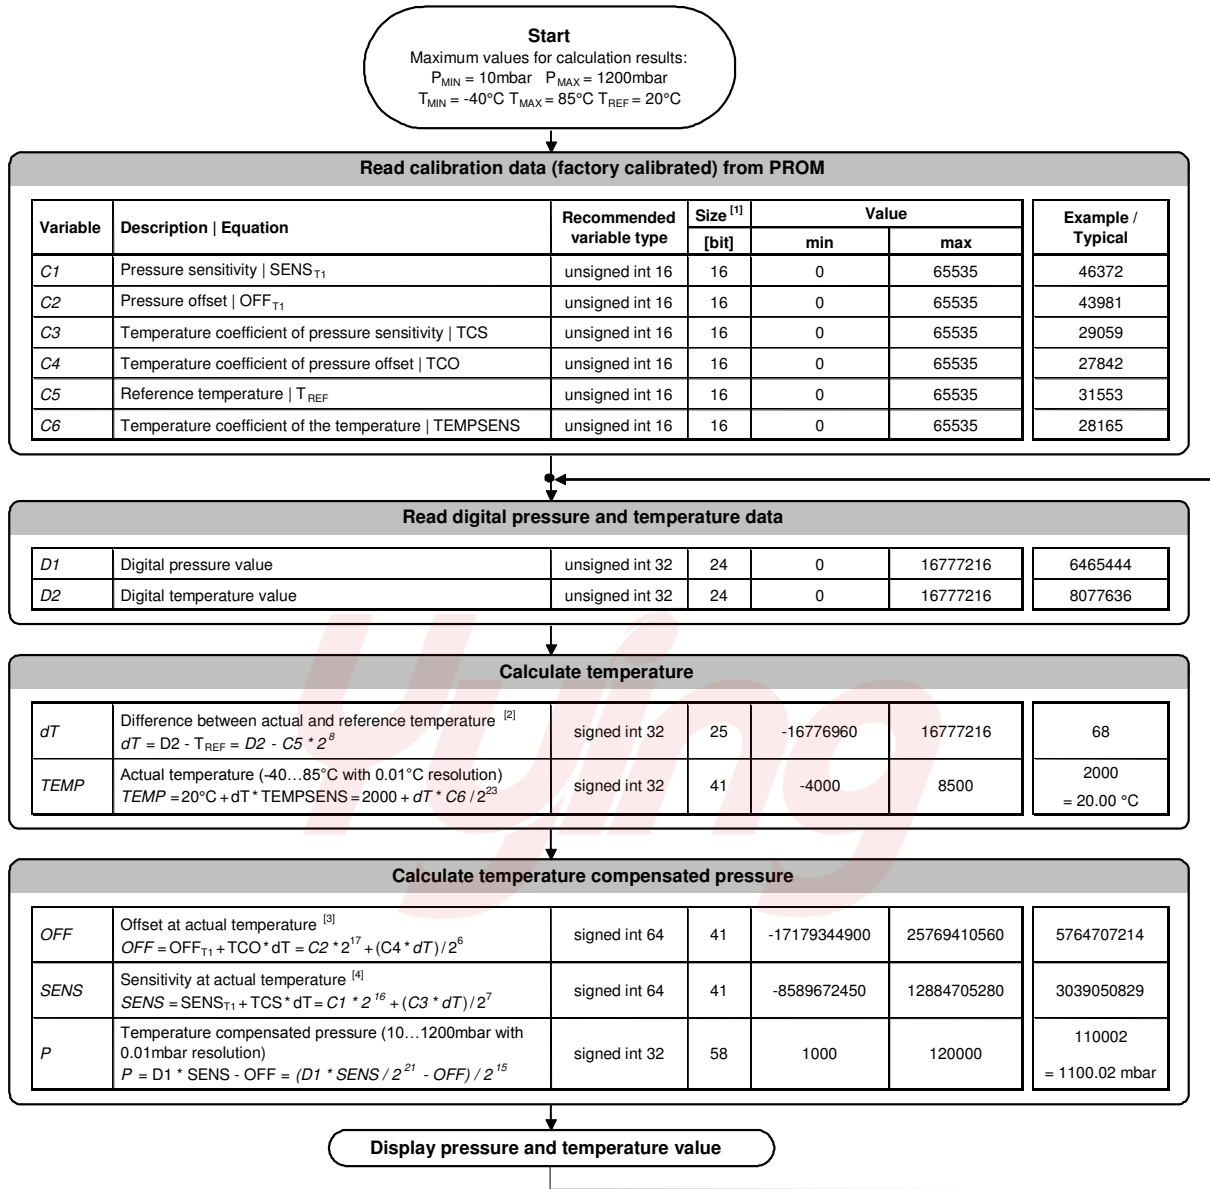 Start
Maximum values for calculation results:
PMIN = 10mbar PMAX = 1200mbar
TMIN = -40°C TMAX = 85°C TREF = 20°C
Read calibration data (factory calibrated) from PROM
Variable Description | Equation Recommended variable type Size [1] [bit] Value min max Example / Typical
C1 Pressure sensitivity | SENST1 unsigned int 16 16 0 65535 46372
C2 Pressure offset | OFFT1 unsigned int 16 16 0 65535 43981
C3 Temperature coefficient of pressure sensitivity | TCS unsigned int 16 16 0 65535 29059
C4 Temperature coefficient of pressure offset | TCO unsigned int 16 16 0 65535 27842
C5 Reference temperature | TREF unsigned int 16 16 0 65535 31553
C6 Temperature coefficient of the temperature | TEMPSENS unsigned int 16 16 0 65535 28165
Read digital pressure and temperature data
D1 Digital pressure value unsigned int 32 24 0 16777216 6465444
D2 Digital temperature value unsigned int 32 24 0 16777216 8077636
Calculate temperature
dT Difference between actual and reference temperature [2]
dT = D2 - TREF = D2 - C5 * 2^8 signed int 32 25 -16776960 16777216 68
TEMP Actual temperature (-40…85°C with 0.01°C resolution)
TEMP = 20°C + dT * TEMPSENS = 2000 + dT * C6 / 2^23 signed int 32 41 -4000 8500 2000
= 20.00 °C
Calculate temperature compensated pressure
OFF Offset at actual temperature [3]
OFF = OFFT1 + TCO * dT = C2 * 2^17 + (C4 * dT) / 2^6 signed int 64 41 -17179344900 25769410560 5764707214
SENS Sensitivity at actual temperature [4]
SENS = SENST1 + TCS * dT = C1 * 2^16 + (C3 * dT) / 2^7 signed int 64 41 -8589672450 12884705280 3039050829
P Temperature compensated pressure (10…1200mbar with
0.01mbar resolution)
P = D1 * SENS - OFF = (D1 * SENS / 2^21 - OFF) / 2^15 signed int 32 58 1000 120000 110002
= 1100.02 mbar
Display pressure and temperature value
Yying